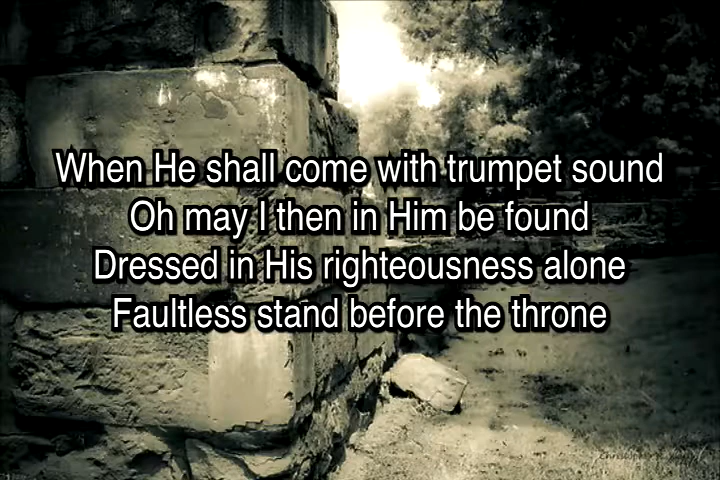 When He shall come with trumpet sound
Oh may I then in Him be found
Dressed in His righteousness alone
Faultless stand before the throne